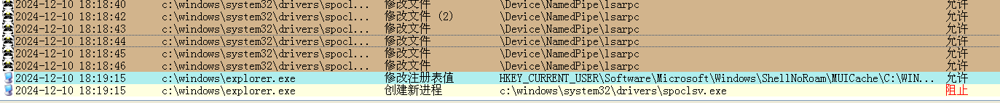 2024-12-10 18:18:40 c:\windows\system32\drivers\spocl... 修改文件 \Device\NamedPipe\lsarpc 允许
2024-12-10 18:18:42 c:\windows\system32\drivers\spocl... 修改文件 (2) \Device\NamedPipe\lsarpc 允许
2024-12-10 18:18:43 c:\windows\system32\drivers\spocl... 修改文件 \Device\NamedPipe\lsarpc 允许
2024-12-10 18:18:44 c:\windows\system32\drivers\spocl... 修改文件 \Device\NamedPipe\lsarpc 允许
2024-12-10 18:18:45 c:\windows\system32\drivers\spocl... 修改文件 \Device\NamedPipe\lsarpc 允许
2024-12-10 18:18:46 c:\windows\system32\drivers\spocl... 修改文件 \Device\NamedPipe\lsarpc 允许
2024-12-10 18:19:15 c:\windows\explorer.exe 修改注册表值 HKEY_CURRENT_USER\Software\Microsoft\Windows\ShellNoRoam\MUICache\C:\WIN... 允许
2024-12-10 18:19:15 c:\windows\explorer.exe 创建新进程 c:\windows\system32\drivers\spoclsv.exe 阻止